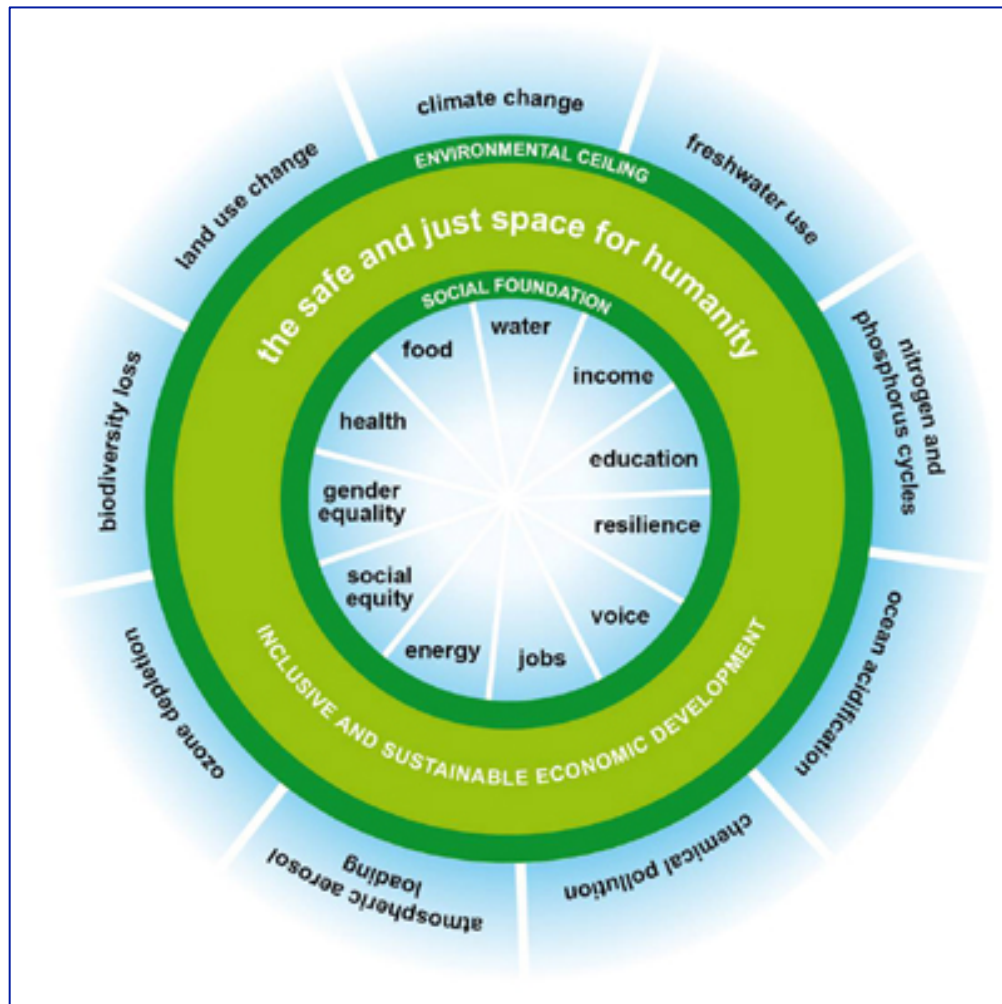 climate change
freshwater use
nitrogen and
phosphorus cycles
ocean acidification
chemical pollution
atmospheric aerosol
loading
ozone depletion
biodiversity loss
land use change
ENVIRONMENTAL CEILING
the safe and just space for humanity
SOCIAL FOUNDATION
water
income
education
resilience
voice
jobs
energy
social
equity
gender
equality
health
food
INCLUSIVE AND SUSTAINABLE ECONOMIC DEVELOPMENT